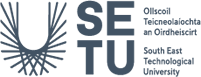 SE
TU
Ollscoil
Teicneolaíochta
an Oirdheiscirt
South East
Technological
University